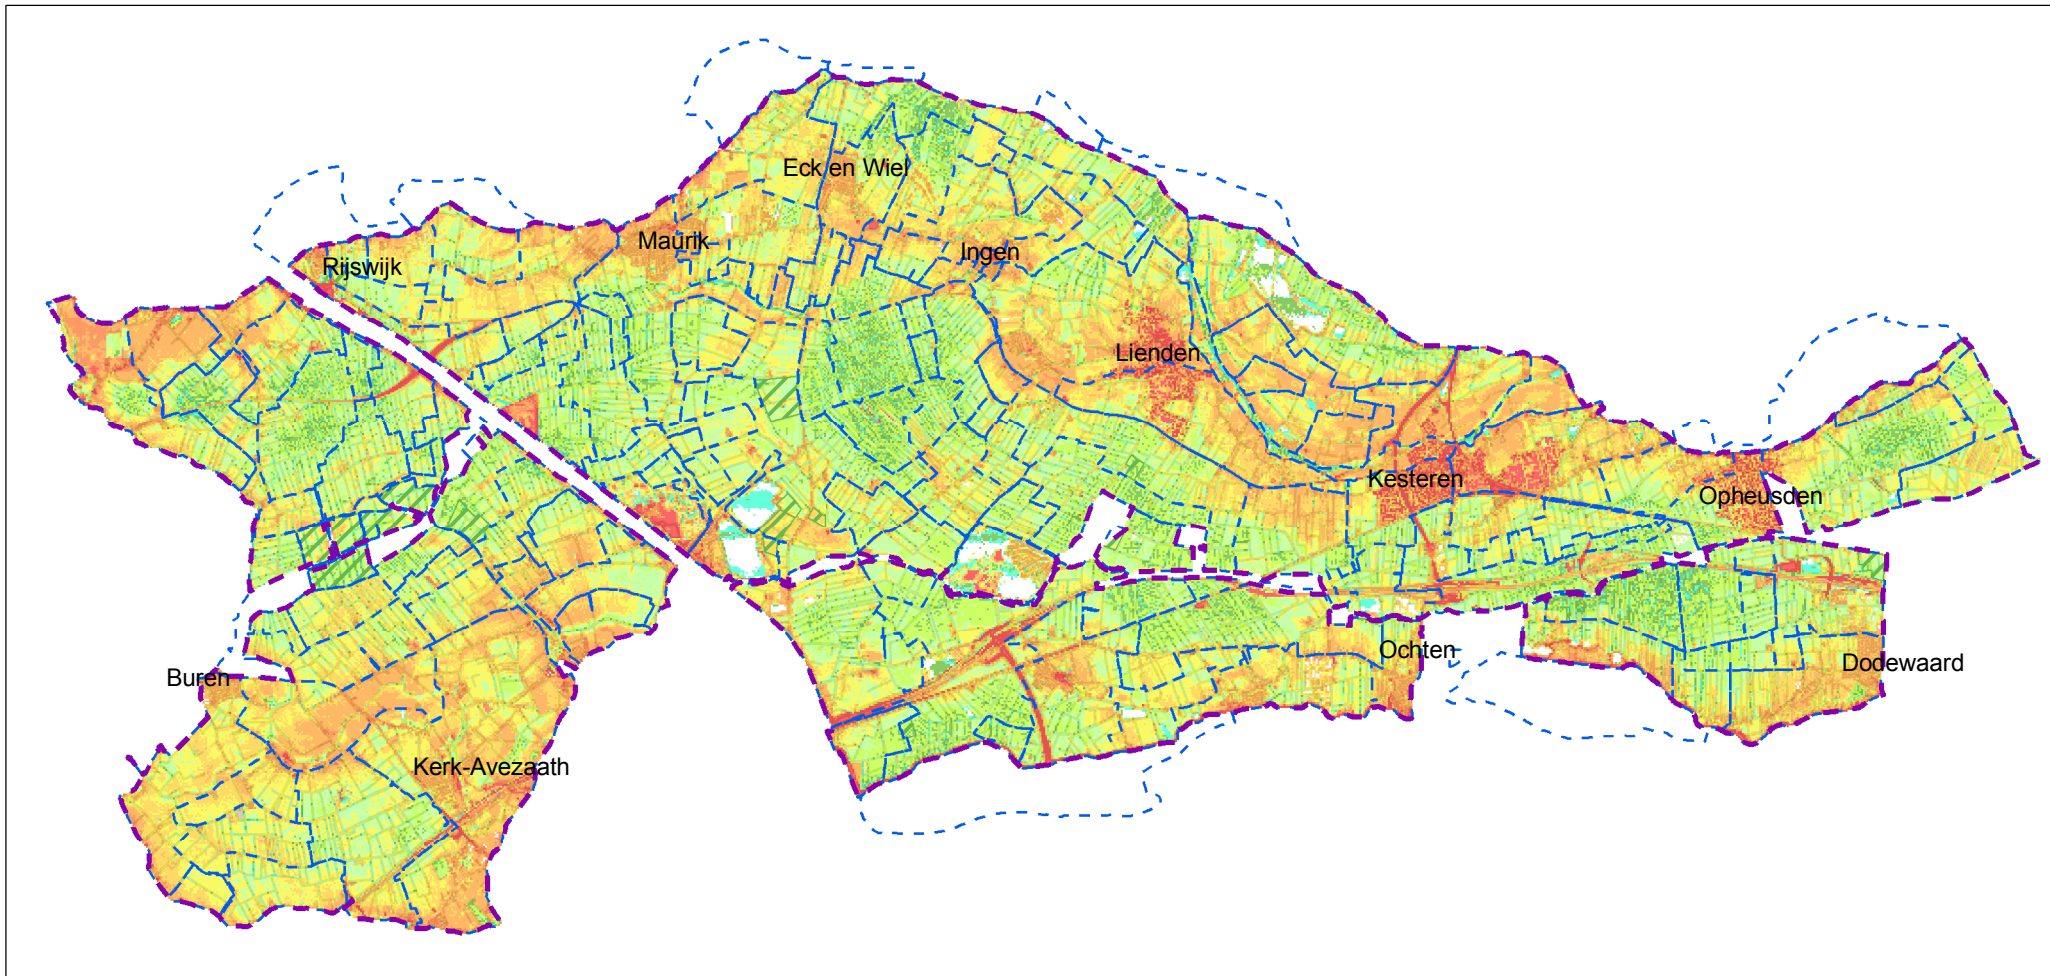 Eck en Wiel
Maurik
Ingen
Rijswijk
Lienden
Kesteren
Opheusden
Ochten
Dodewaard
Buren
Kerk-Avezaath